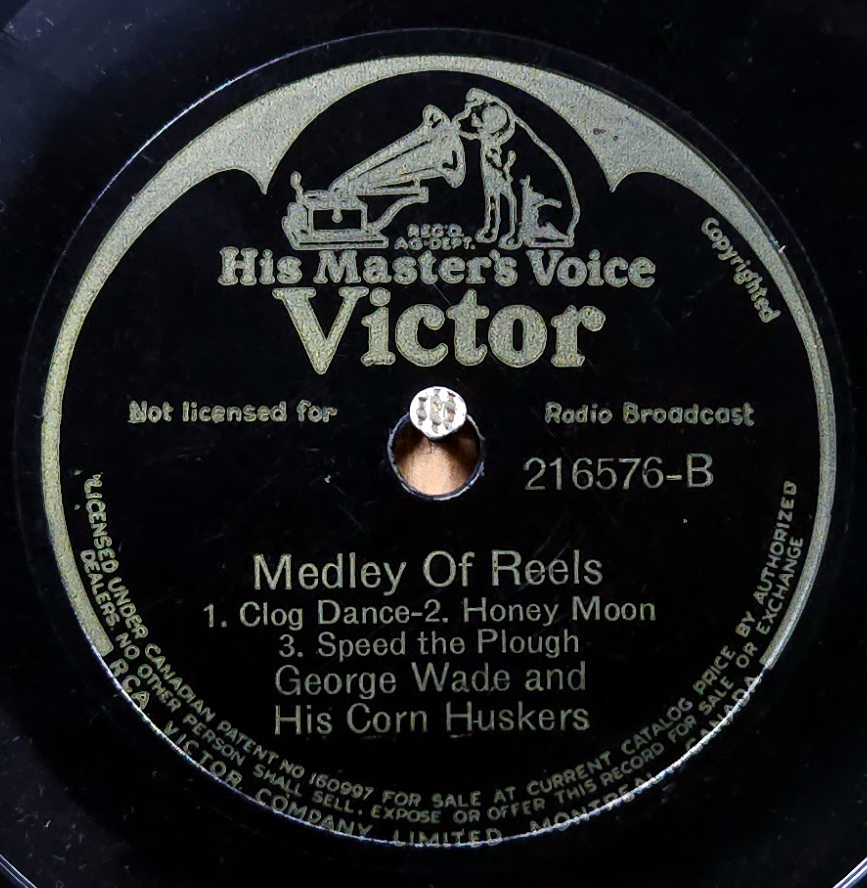 REG'D.
AG-DEPT.
His Master's Voice
Victor
Copyrighted
Not licensed for Radio Broadcast
216576-B
Medley Of Reels
1. Clog Dance-2. Honey Moon
3. Speed the Plough
George Wade and
His Corn Huskers
LICENSED UNDER CANADIAN PATENT NO 160997 FOR SALE AT CURRENT CATALOG PRICE BY AUTHORIZED
DEALERS, NO OTHER PERSON SHALL SELL, EXPOSE OR OFFER THIS RECORD FOR SALE OR EXCHANGE
RCA VICTOR COMPANY LIMITED MONTREAL, CANADA